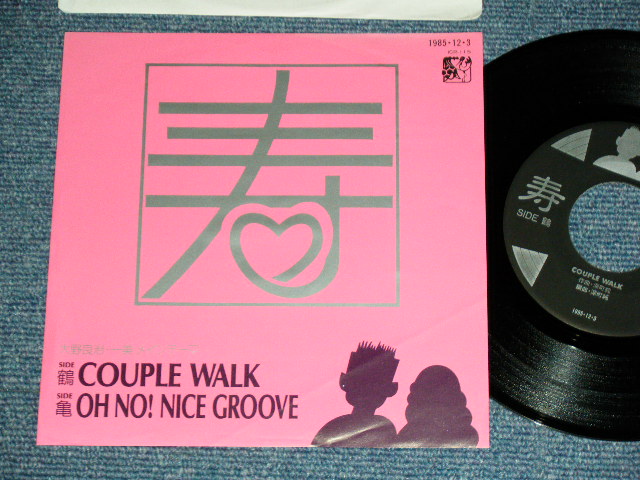 1985・12・3
寿
SIDE 鶴 COUPLE WALK
SIDE 亀 OH NO! NICE GROOVE
寿
SIDE 鶴
COUPLE WALK
1985・12・3